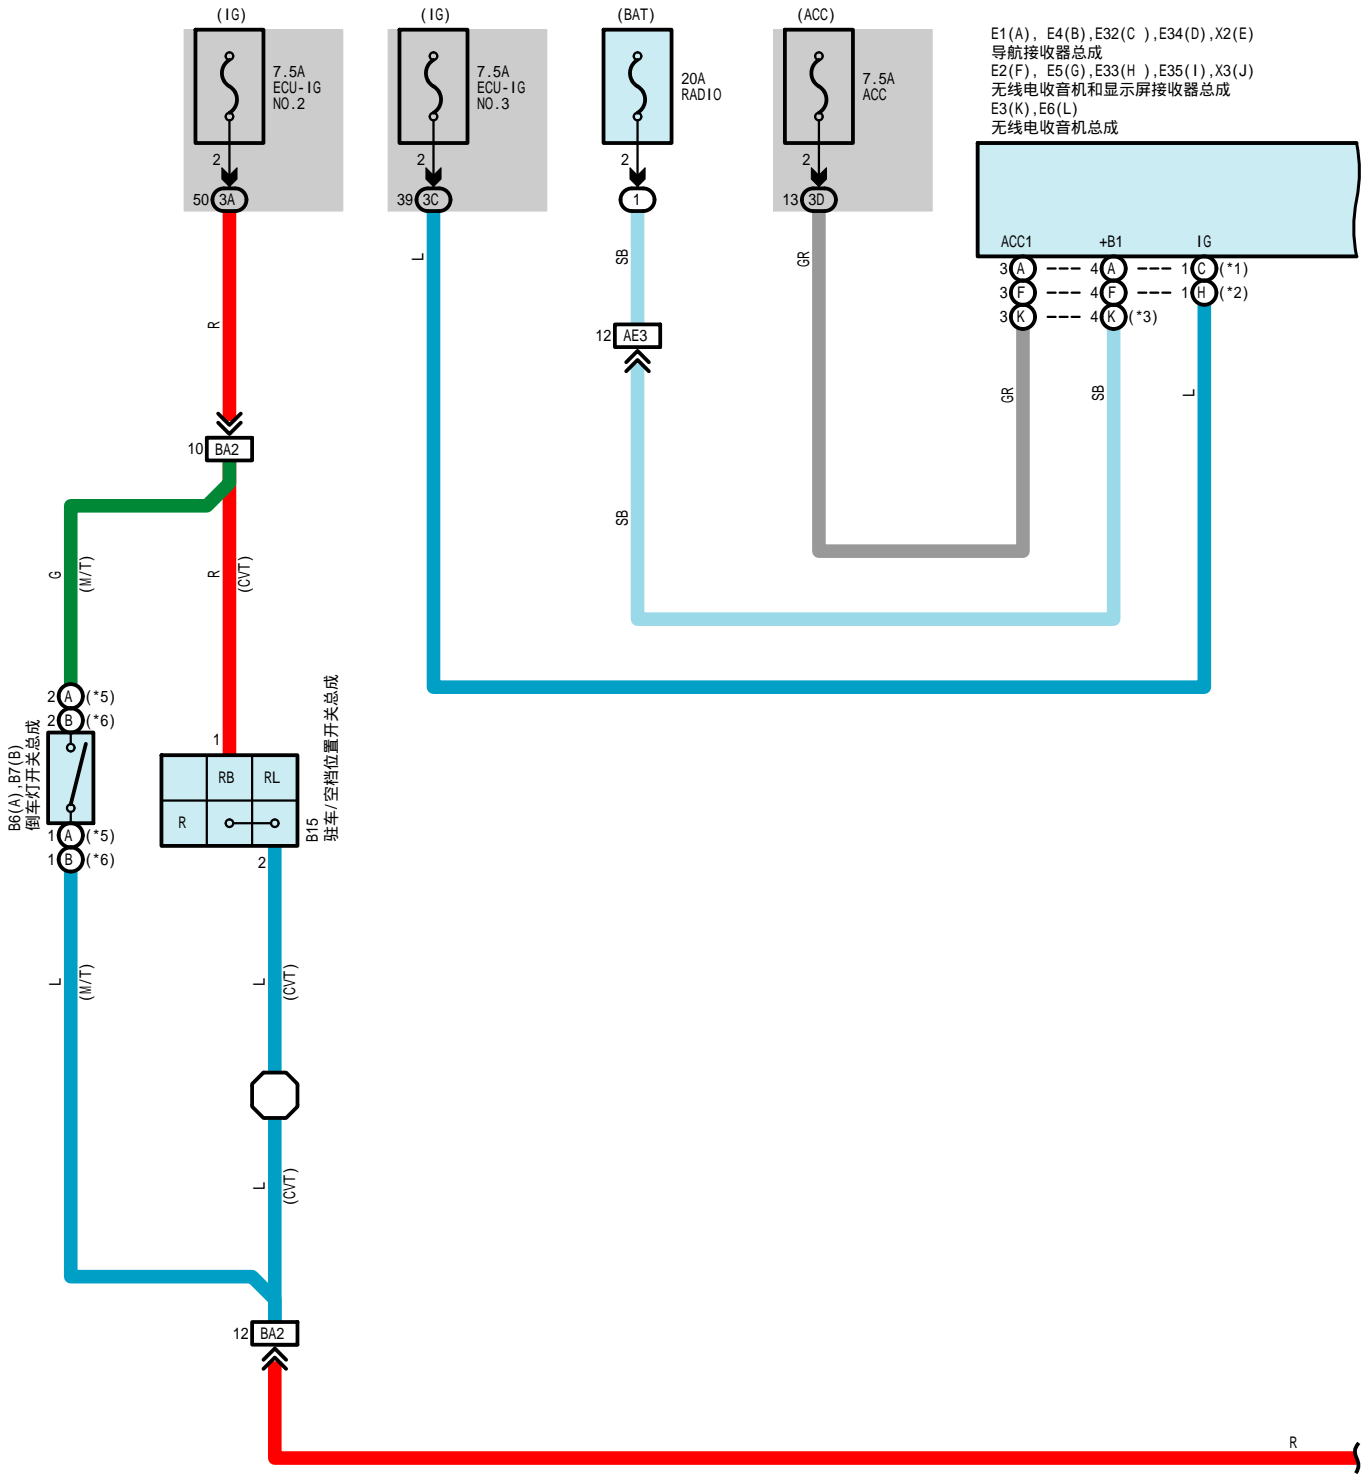 (IG)
(IG)
(BAT)
(ACC)
7.5A
ECU-IG
NO.2
7.5A
ECU-IG
NO.3
20A
RADIO
7.5A
ACC
E1(A), E4(B),E32(C ),E34(D),X2(E)
导航接收器总成
E2(F), E5(G),E33(H ),E35(I),X3(J)
无线电收音机和显示屏接收器总成
E3(K),E6(L)
无线电收音机总成
2
2
2
2
50 3A
39 3C
1
13 3D
ACC1
+B1
IG
3 A
4 A
1 C (*1)
3 F
4 F
1 H (*2)
3 K
4 K (*3)
L
SB
GR
R
12 AE3
GR
SB
L
10 BA2
SB
G
(M/T)
R
(CVT)
2 A (*5)
2 B (*6)
B6(A),B7(B)
倒车灯开关总成
1 A (*5)
1 B (*6)
1
RB
RL
R
2
B15
驻车/空档位置开关总成
L
(M/T)
L
(CVT)
L
(CVT)
12 BA2
R